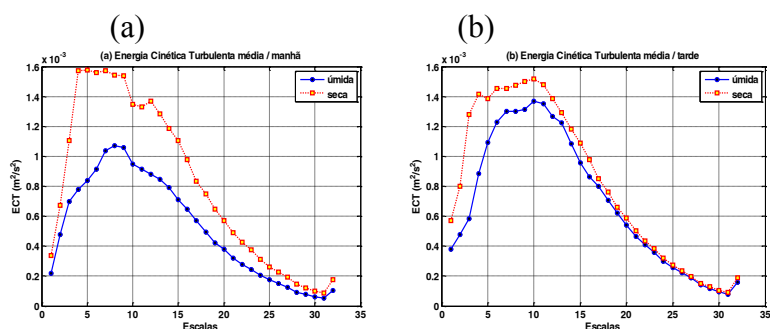 (a)
(b)
(a) Energia Cinética Turbulenta média / manhã
(b) Energia Cinética Turbulenta média / tarde
x 10⁻³
1.6
1.4
1.2
1
0.8
0.6
0.4
0.2
0
ECT (m²/s²)
úmida
seca
0 5 10 15 20 25 30 35
Escalas
x 10⁻³
1.6
1.4
1.2
1
0.8
0.6
0.4
0.2
0
ECT (m²/s²)
úmida
seca
0 5 10 15 20 25 30 35
Escalas